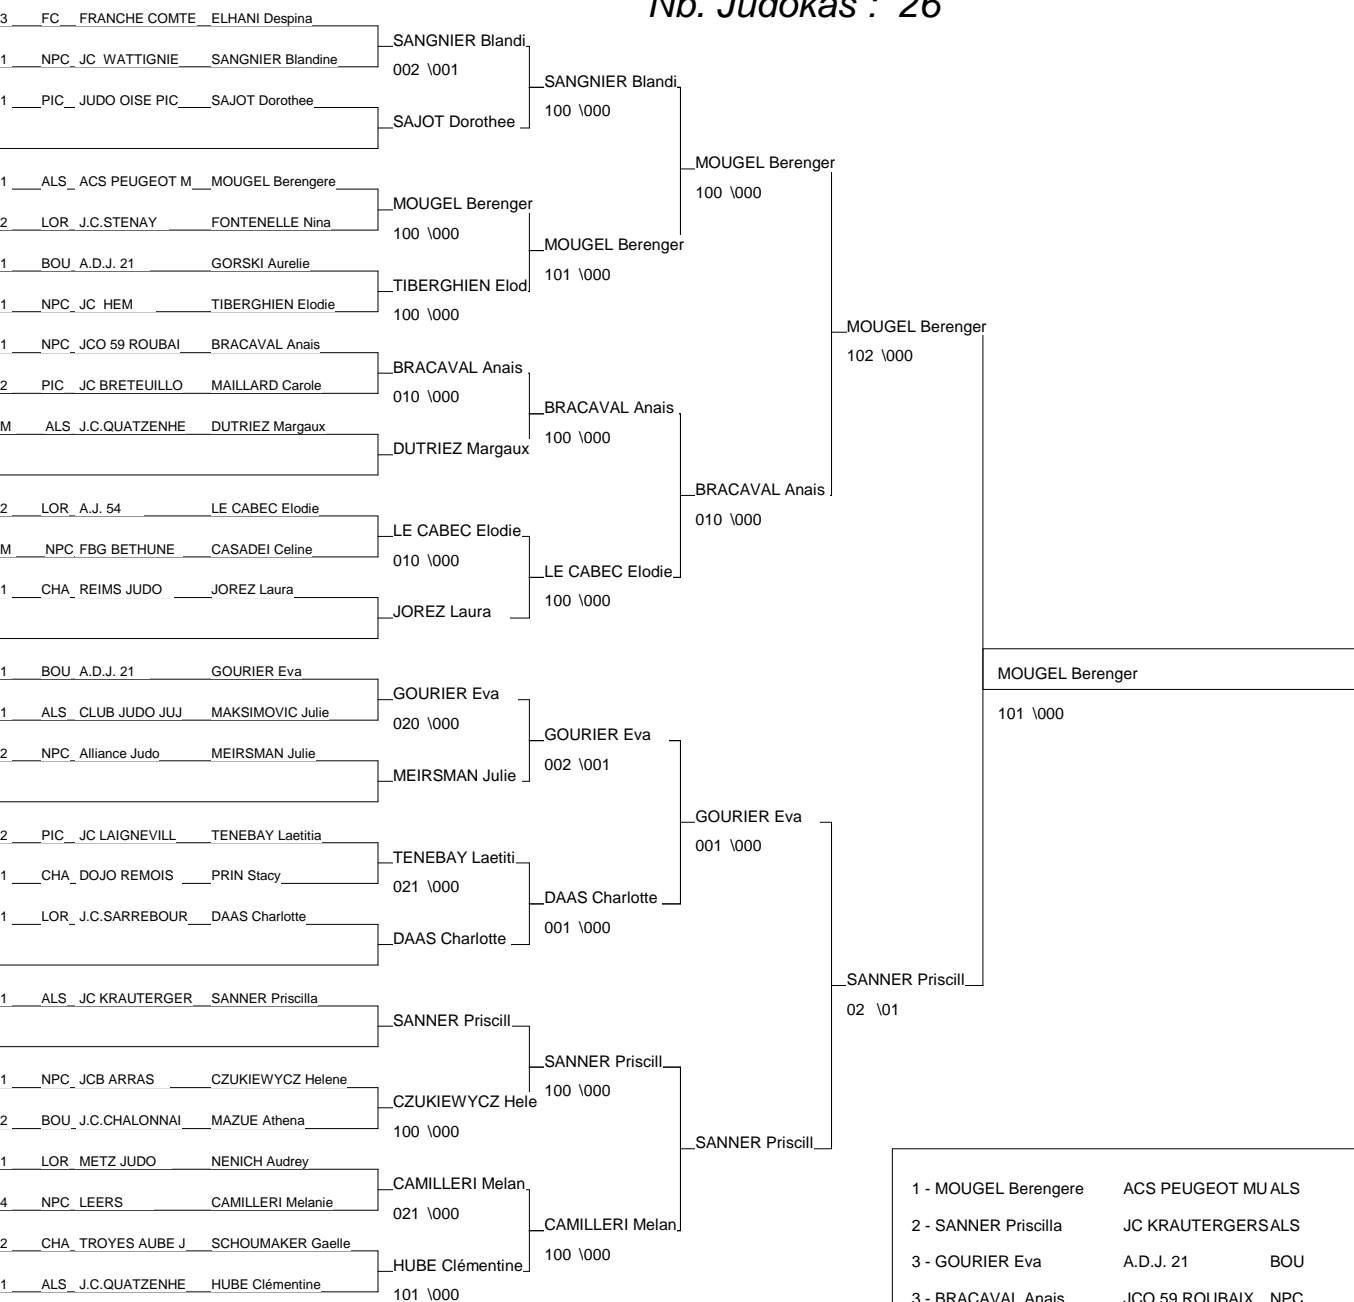 Nb. Judokas : 26
3 FC FRANCHE COMTE ELHANI Despina
SANGNIER Blandi
1 NPC JC WATTIGNIE SANGNIER Blandine
002 \001
SANGNIER Blandi
1 PIC JUDO OISE PIC SAJOT Dorothee
100 \000
SAJOT Dorothee
MOUGEL Berenger
1 ALS ACS PEUGEOT M MOUGEL Berengere
100 \000
MOUGEL Berenger
2 LOR J.C.STENAY FONTENELLE Nina
100 \000
MOUGEL Berenger
1 BOU A.D.J. 21 GORSKI Aurelie
101 \000
TIBERGHIEN Elod
1 NPC JC HEM TIBERGHIEN Elodie
100 \000
MOUGEL Berenger
1 NPC JCO 59 ROUBAI BRACAVAL Anais
102 \000
BRACAVAL Anais
2 PIC JC BRETEUILLO MAILLARD Carole
010 \000
BRACAVAL Anais
M ALS J.C.QUATZENHE DUTRIEZ Margaux
100 \000
DUTRIEZ Margaux
BRACAVAL Anais
2 LOR A.J. 54 LE CABEC Elodie
010 \000
LE CABEC Elodie
M NPC FBG BETHUNE CASADEI Celine
010 \000
LE CABEC Elodie
1 CHA REIMS JUDO JOREZ Laura
100 \000
JOREZ Laura
1 BOU A.D.J. 21 GOURIER Eva
MOUGEL Berenger
GOURIER Eva
1 ALS CLUB JUDO JUJ MAKSIMOVIC Julie
101 \000
020 \000
GOURIER Eva
2 NPC Alliance Judo MEIRSMAN Julie
002 \001
MEIRSMAN Julie
GOURIER Eva
2 PIC JC LAIGNEVILL TENEBAY Laetitia
001 \000
TENEBAY Laetiti
1 CHA DOJO REMOIS PRIN Stacy
021 \000
DAAS Charlotte
1 LOR J.C.SARREBOUR DAAS Charlotte
001 \000
DAAS Charlotte
SANNER Priscill
1 ALS JC KRAUTERGER SANNER Priscilla
02 \01
SANNER Priscill
SANNER Priscill
1 NPC JCB ARRAS CZUKIEWYCZ Helene
100 \000
CZUKIEWYCZ Hele
2 BOU J.C.CHALONNAI MAZUE Athena
100 \000
SANNER Priscill
1 LOR METZ JUDO NENICH Audrey
CAMILLERI Melan
4 NPC LEERS CAMILLERI Melanie
021 \000
CAMILLERI Melan
2 CHA TROYES AUBE J SCHOUMAKER Gaelle
100 \000
HUBE Clémentine
1 ALS J.C.QUATZENHE HUBE Clémentine
101 \000
1 - MOUGEL Berengere ACS PEUGEOT MU ALS
2 - SANNER Priscilla JC KRAUTERGERS ALS
3 - GOURIER Eva A.D.J. 21 BOU
3 - BRACAVAL Anais JCO 59 ROUBAIX NPC